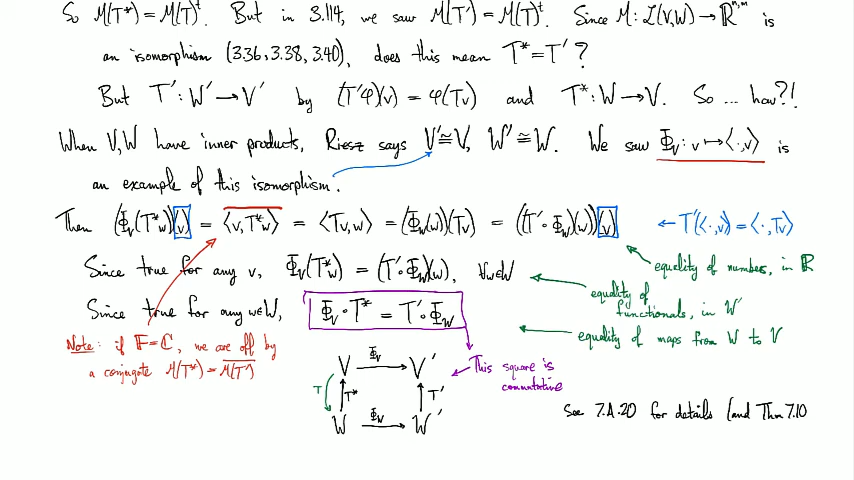 So M(T*) = M(T)ᵗ. But in 3.114, we saw M(T') = M(T)ᵗ. Since M: L(V,W) → ℝⁿ,ᵐ is
an isomorphism (3.36, 3.38, 3.40), does this mean T* = T' ?
But T': W' → V' by (T'φ)(v) = φ(Tv) and T*: W → V. So ... how?!
When V, W have inner products, Riesz says V' ≅ V, W' ≅ W. We saw Φ_V : v ↦ ⟨·,v⟩ is
an example of this isomorphism.
Then (Φ_V(T*w))(v) = ⟨v, T*w⟩ = ⟨Tv, w⟩ = (Φ_W(w))(Tv) = ((T'∘Φ_W)(w))(v) ← T'(⟨·,v⟩) = ⟨·,Tv⟩
equality of numbers, in ℝ
Since true for any v, Φ_V(T*w) = (T'∘Φ_W)(w), ∀w∈W
equality of
functionals, in W'
Since true for any w∈W, Φ_V ∘ T* = T' ∘ Φ_W
equality of maps from W to V
Note: if 𝔽=ℂ, we are off by
a conjugate M(T*) = M(T')
V Φ_V V'
T T* T'
W Φ_W W'
This square is
commutative
See 7.A.20 for details (and Thm 7.10